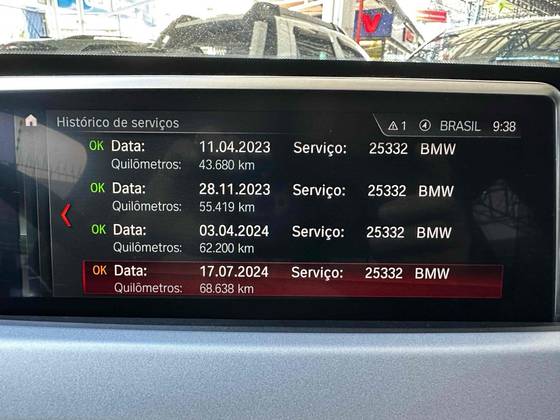 Histórico de serviços
1 BRASIL 9:38
OK Data: 11.04.2023 Serviço: 25332 BMW
Quilômetros: 43.680 km
OK Data: 28.11.2023 Serviço: 25332 BMW
Quilômetros: 55.419 km
OK Data: 03.04.2024 Serviço: 25332 BMW
Quilômetros: 62.200 km
OK Data: 17.07.2024 Serviço: 25332 BMW
Quilômetros: 68.638 km